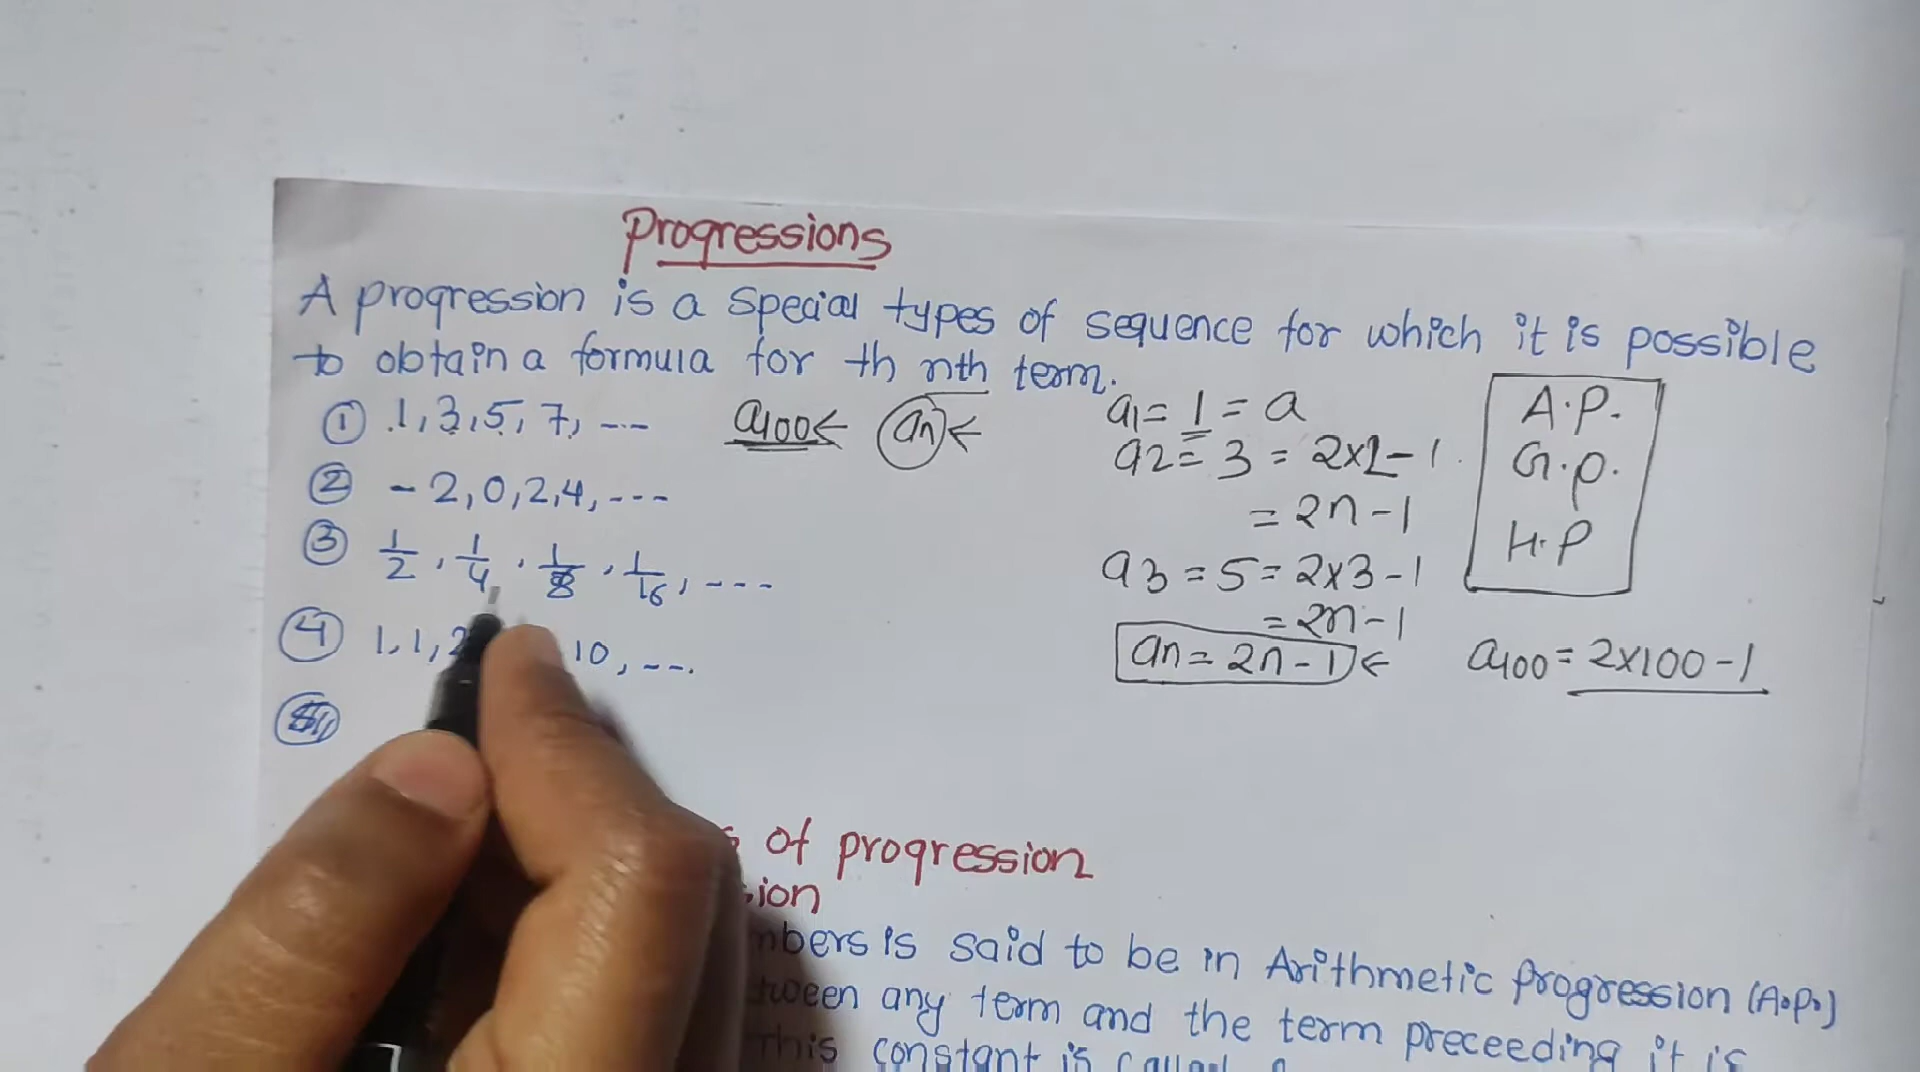 Progressions
A progression is a special types of sequence for which it is possible
to obtain a formula for th nth term.
① 1, 3, 5, 7, ---- a100← an←
② -2, 0, 2, 4, ---
③ 1/2, 1/4, 1/8, 1/16, ----
④ 1, 1, 2 10, ---.
a1 = 1 = a
a2 = 3 = 2×2-1
= 2n-1
a3 = 5 = 2×3-1
= 2n-1
an = 2n-1 ←
A.P.
G.P.
H.P
a100 = 2×100-1
of progression
ion
mbers is said to be in Arithmetic progression (A.P.)
tween any term and the term preceeding it is
This constant is called